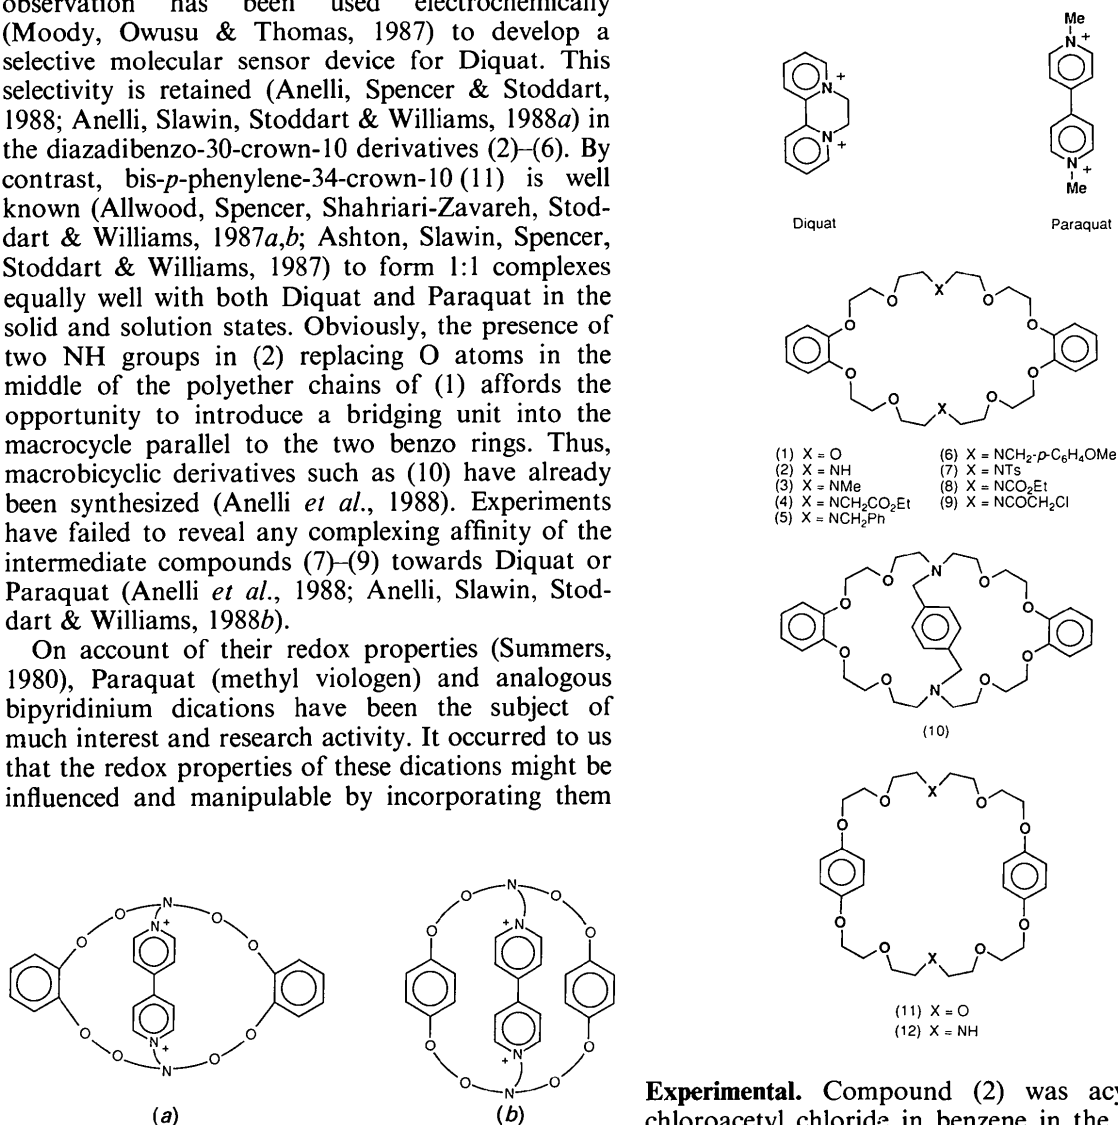 observation has been used electrochemically
(Moody, Owusu & Thomas, 1987) to develop a
selective molecular sensor device for Diquat. This
selectivity is retained (Anelli, Spencer & Stoddart,
1988; Anelli, Slawin, Stoddart & Williams, 1988a) in
the diazadibenzo-30-crown-10 derivatives (2)–(6). By
contrast, bis-p-phenylene-34-crown-10 (11) is well
known (Allwood, Spencer, Shahriari-Zavareh, Stod-
dart & Williams, 1987a,b; Ashton, Slawin, Spencer,
Stoddart & Williams, 1987) to form 1:1 complexes
equally well with both Diquat and Paraquat in the
solid and solution states. Obviously, the presence of
two NH groups in (2) replacing O atoms in the
middle of the polyether chains of (1) affords the
opportunity to introduce a bridging unit into the
macrocycle parallel to the two benzo rings. Thus,
macrobicyclic derivatives such as (10) have already
been synthesized (Anelli et al., 1988). Experiments
have failed to reveal any complexing affinity of the
intermediate compounds (7)–(9) towards Diquat or
Paraquat (Anelli et al., 1988; Anelli, Slawin, Stod-
dart & Williams, 1988b).
On account of their redox properties (Summers,
1980), Paraquat (methyl viologen) and analogous
bipyridinium dications have been the subject of
much interest and research activity. It occurred to us
that the redox properties of these dications might be
influenced and manipulable by incorporating them
N
O O
N+
O O
O O
N+
O O
N
(a)
N
O O
+N
O O
O O
+N
O O
N
(b)
+
N
N
+
Diquat
Me
N+
N+
Me
Paraquat
X
O O
O O
O O
O O
X
(1) X = O
(2) X = NH
(3) X = NMe
(4) X = NCH₂CO₂Et
(5) X = NCH₂Ph
(6) X = NCH₂-p-C₆H₄OMe
(7) X = NTs
(8) X = NCO₂Et
(9) X = NCOCH₂Cl
N
O O
O O
O O
O O
N
(10)
X
O O
O O
O O
O O
X
(11) X = O
(12) X = NH
Experimental. Compound (2) was acy
chloroacetyl chloride in benzene in the